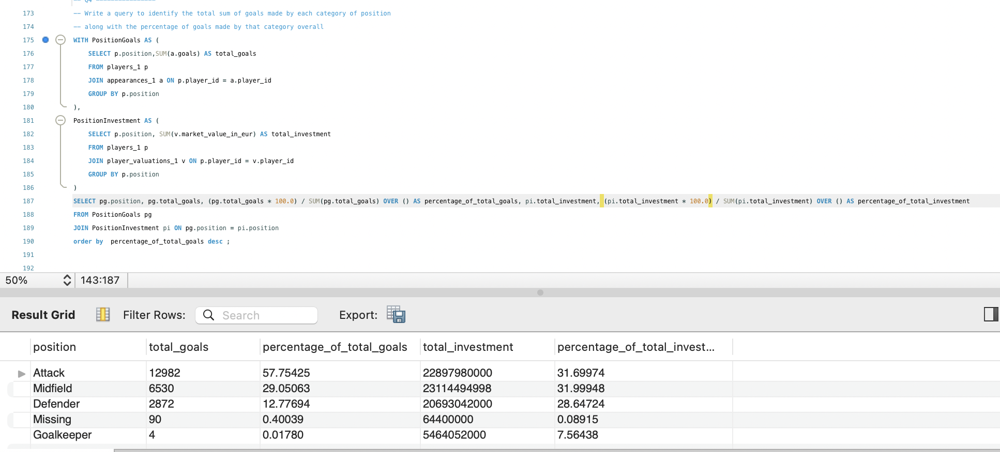 -- Q4 ----------------
173 -- Write a query to identify the total sum of goals made by each category of position
174 -- along with the percentage of goals made by that category overall
175 WITH PositionGoals AS (
176 SELECT p.position,SUM(a.goals) AS total_goals
177 FROM players_1 p
178 JOIN appearances_1 a ON p.player_id = a.player_id
179 GROUP BY p.position
180 ),
181 PositionInvestment AS (
182 SELECT p.position, SUM(v.market_value_in_eur) AS total_investment
183 FROM players_1 p
184 JOIN player_valuations_1 v ON p.player_id = v.player_id
185 GROUP BY p.position
186 )
187 SELECT pg.position, pg.total_goals, (pg.total_goals * 100.0) / SUM(pg.total_goals) OVER () AS percentage_of_total_goals, pi.total_investment, (pi.total_investment * 100.0) / SUM(pi.total_investment) OVER () AS percentage_of_total_investment
188 FROM PositionGoals pg
189 JOIN PositionInvestment pi ON pg.position = pi.position
190 order by  percentage_of_total_goals desc ;
191
192
50% 143:187
Result Grid Filter Rows: Search Export:
position total_goals percentage_of_total_goals total_investment percentage_of_total_invest...
Attack 12982 57.75425 22897980000 31.69974
Midfield 6530 29.05063 23114494998 31.99948
Defender 2872 12.77694 20693042000 28.64724
Missing 90 0.40039 64400000 0.08915
Goalkeeper 4 0.01780 5464052000 7.56438